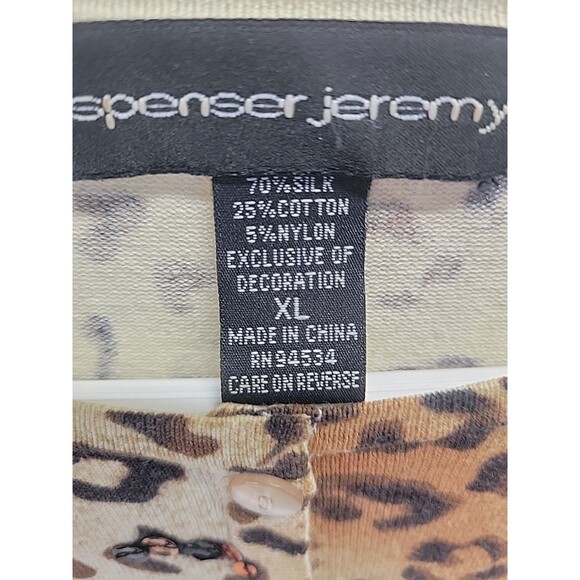 spenser jeremy
70%SILK
25%COTTON
5%NYLON
EXCLUSIVE OF
DECORATION
XL
MADE IN CHINA
RN 94534
CARE ON REVERSE